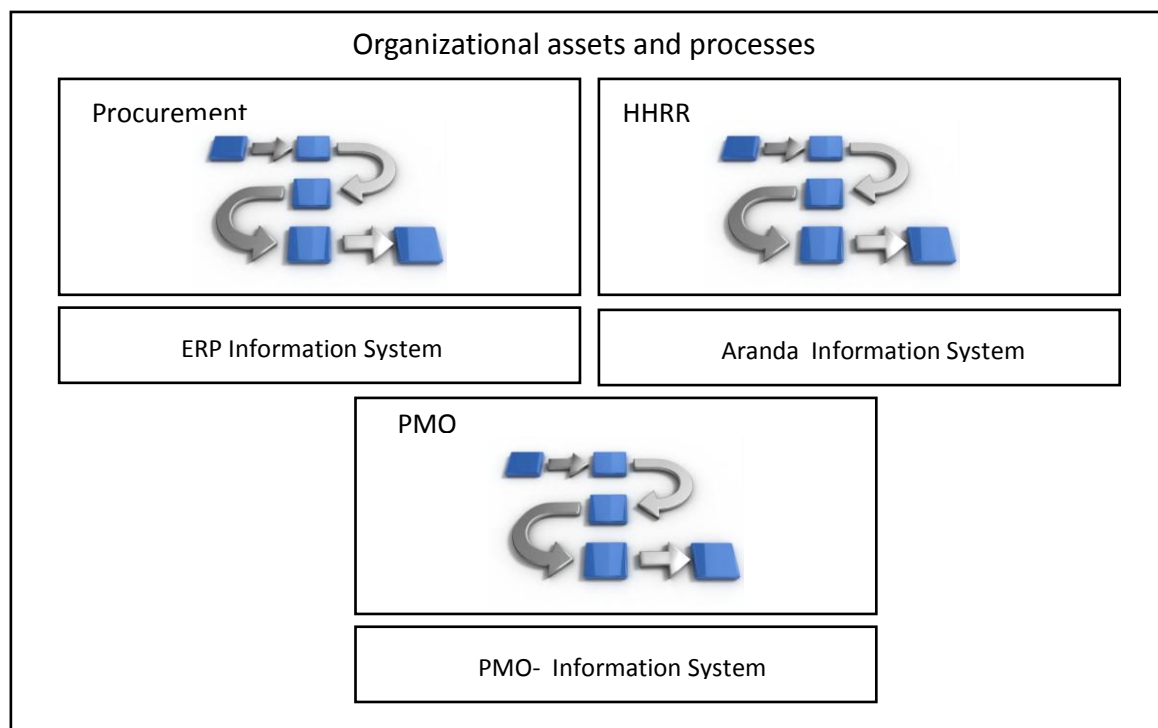 Organizational assets and processes
Procurement
HHRR
ERP Information System
Aranda  Information System
PMO
PMO-  Information System